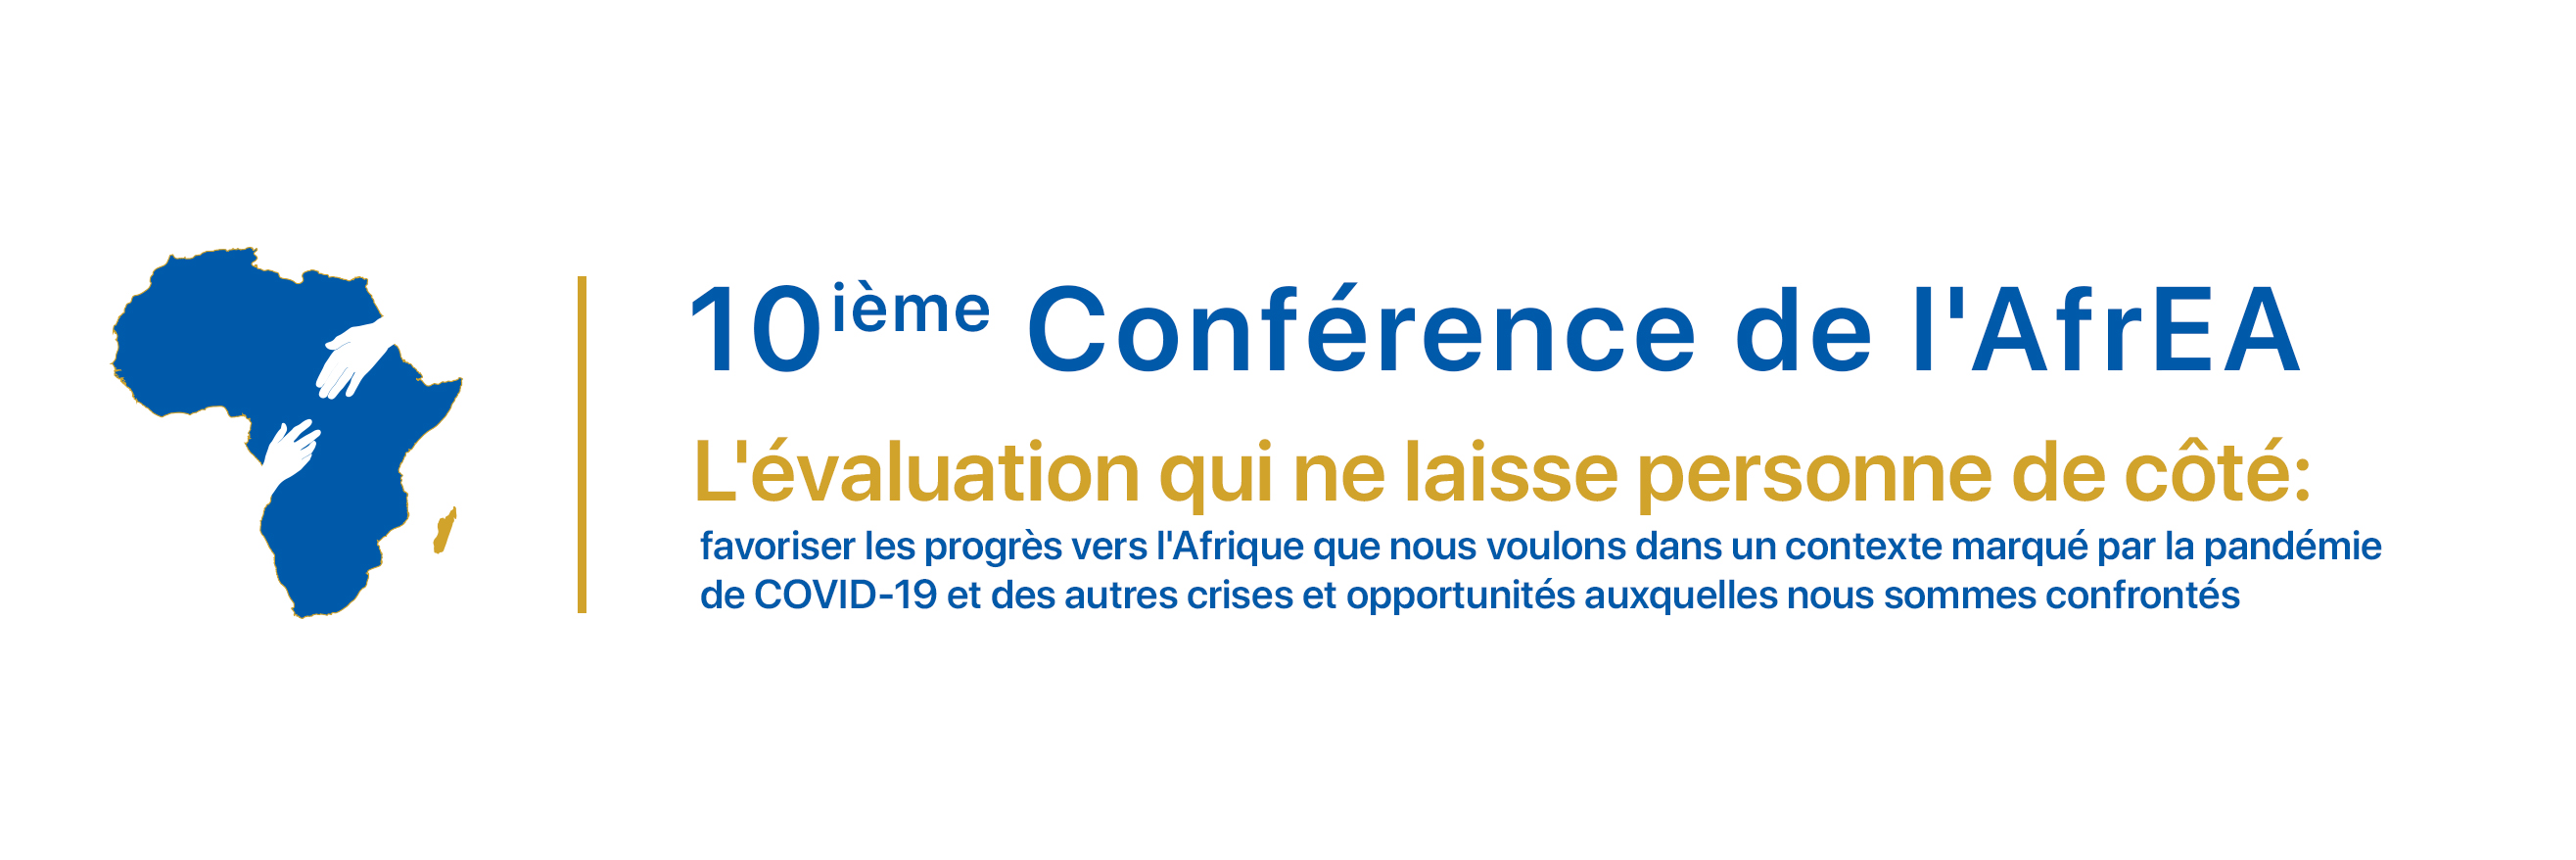 10ième Conférence de l'AfrEA
L'évaluation qui ne laisse personne de côté:
favoriser les progrès vers l'Afrique que nous voulons dans un contexte marqué par la pandémie
de COVID-19 et des autres crises et opportunités auxquelles nous sommes confrontés